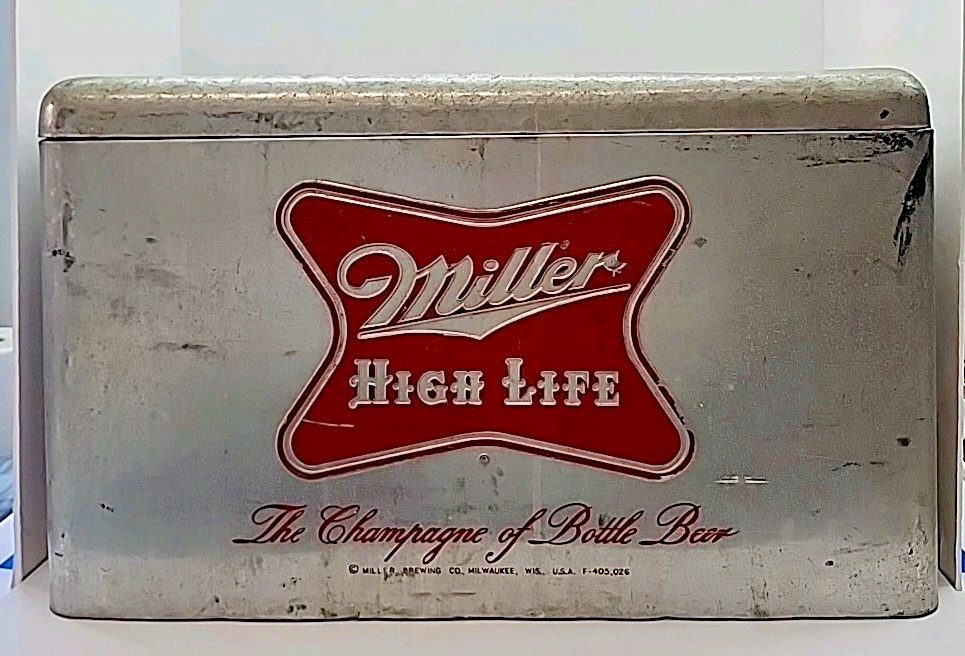 Miller
HIGH LIFE
The Champagne of Bottle Beer
© MILLER BREWING CO., MILWAUKEE, WIS., U.S.A. F-405,026